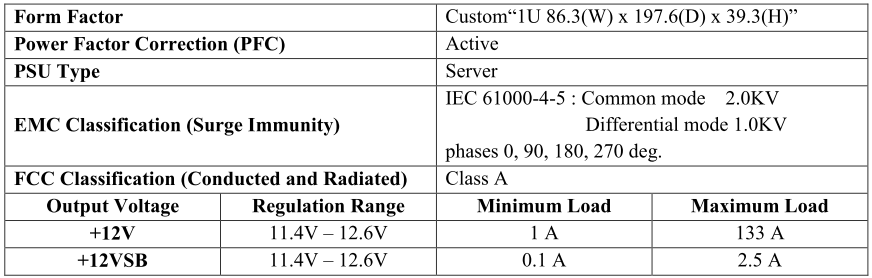 Form Factor Custom“1U 86.3(W) x 197.6(D) x 39.3(H)”
Power Factor Correction (PFC) Active
PSU Type Server
EMC Classification (Surge Immunity) IEC 61000-4-5 : Common mode 2.0KV
Differential mode 1.0KV
phases 0, 90, 180, 270 deg.
FCC Classification (Conducted and Radiated) Class A
Output Voltage Regulation Range Minimum Load Maximum Load
+12V 11.4V – 12.6V 1 A 133 A
+12VSB 11.4V – 12.6V 0.1 A 2.5 A